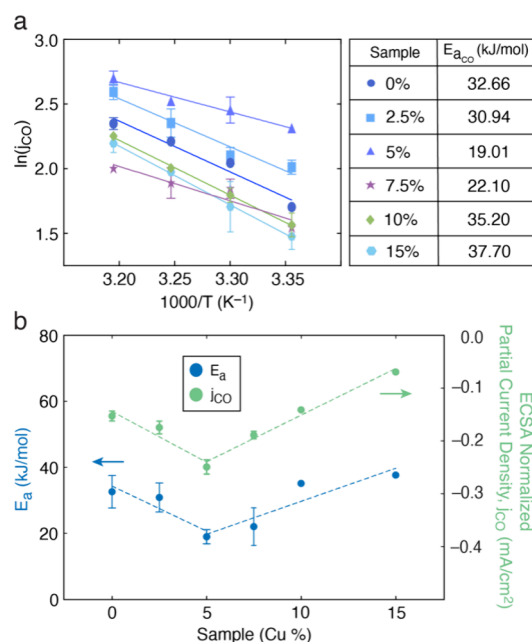 a
3.0
2.5
2.0
1.5
ln(jCO)
3.20 3.25 3.30 3.35
1000/T (K⁻¹)
Sample EaCO (kJ/mol)
0% 32.66
2.5% 30.94
5% 19.01
7.5% 22.10
10% 35.20
15% 37.70
b
80
60
40
20
0
Ea (kJ/mol)
Ea
jCO
0.0
−0.1
−0.2
−0.3
−0.4
ECSA Normalized
Partial Current Density, jCO (mA/cm²)
0 5 10 15
Sample (Cu %)